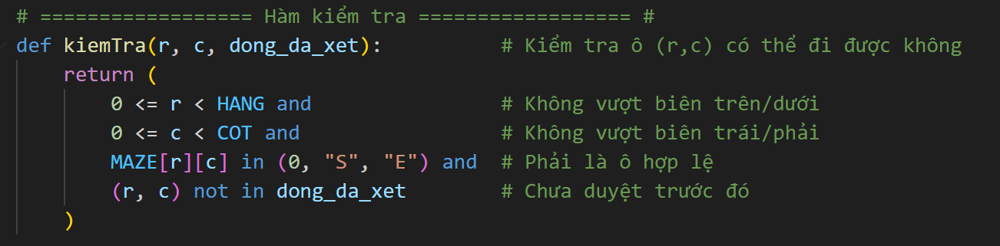 # ==================== Hàm kiểm tra ================== #
def kiemTra(r, c, dong_da_xet):          # Kiểm tra ô (r,c) có thể đi được không
    return (
        0 <= r < HANG and                # Không vượt biên trên/dưới
        0 <= c < COT and                 # Không vượt biên trái/phải
        MAZE[r][c] in (0, "S", "E") and  # Phải là ô hợp lệ
        (r, c) not in dong_da_xet        # Chưa duyệt trước đó
    )